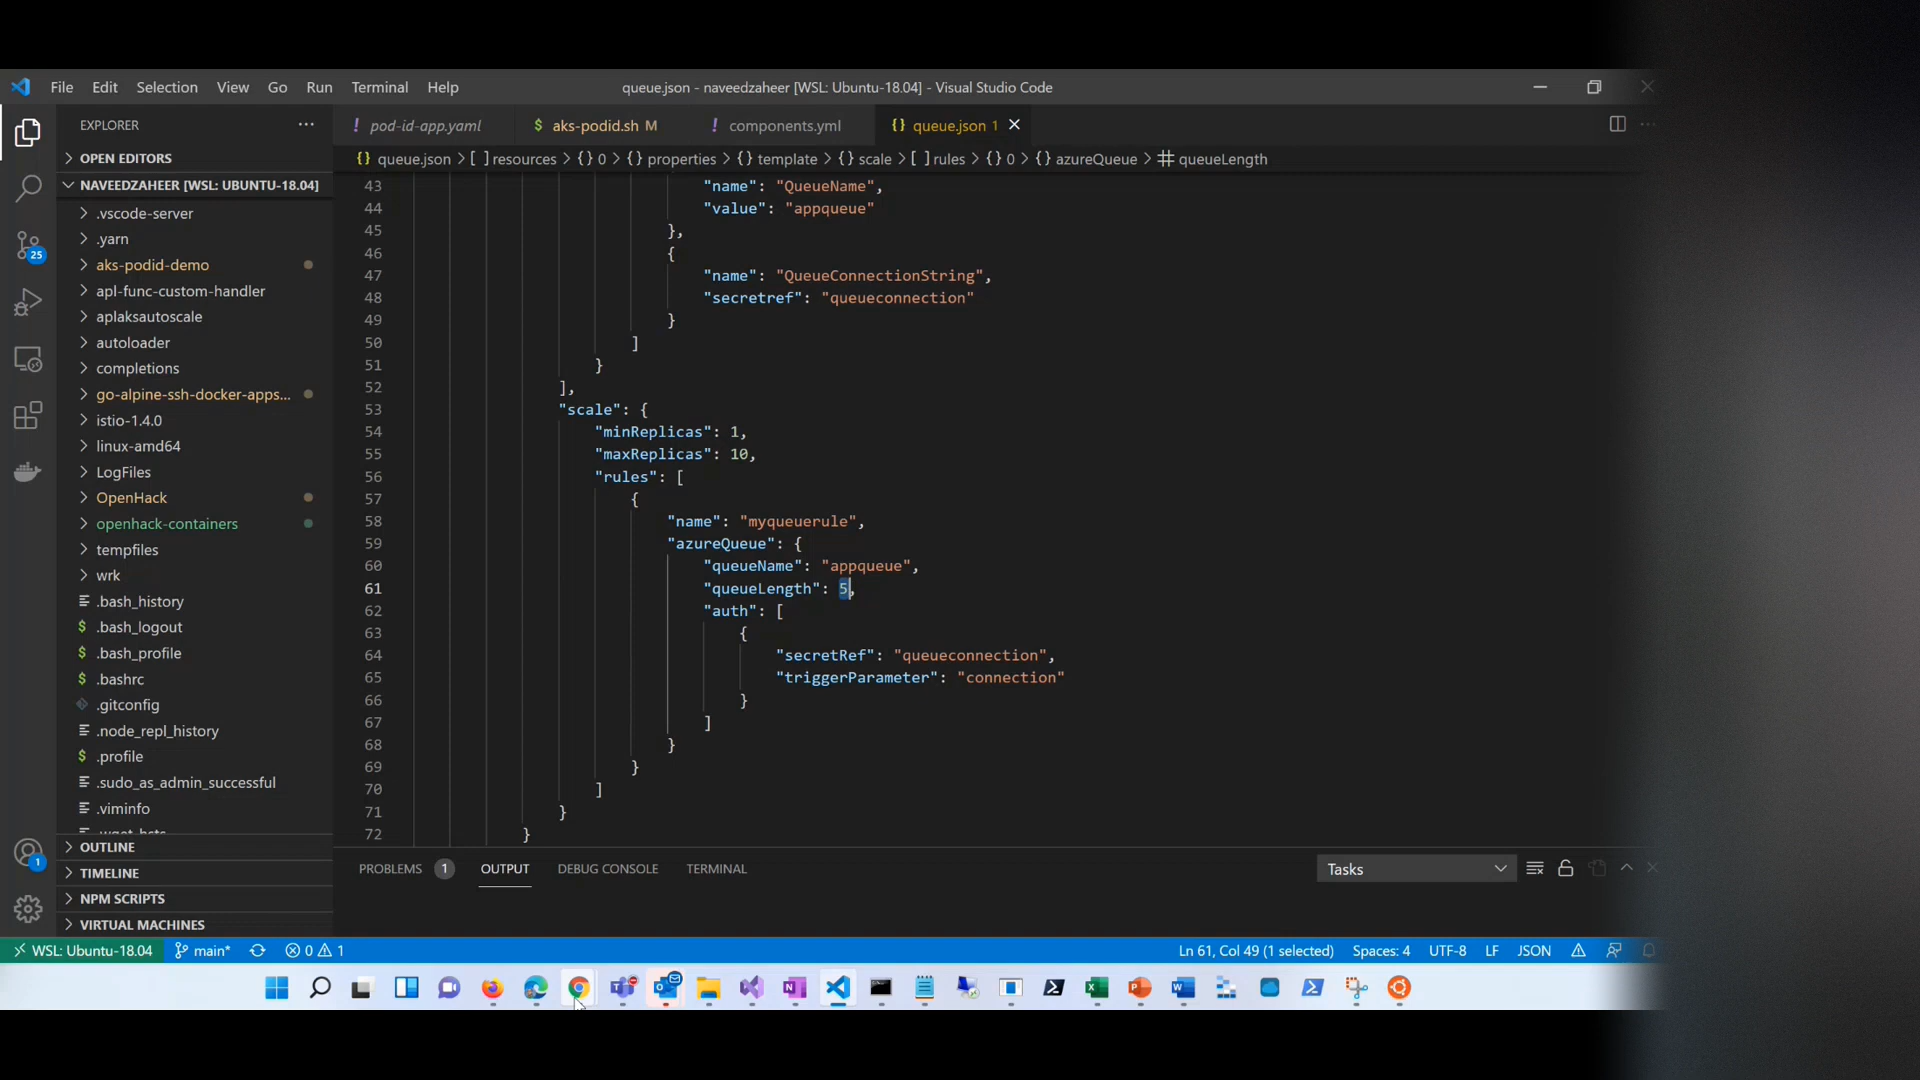 File Edit Selection View Go Run Terminal Help
queue.json - naveedzaheer [WSL: Ubuntu-18.04] - Visual Studio Code
EXPLORER
pod-id-app.yaml
aks-podid.sh M
components.yml
{} queue.json 1
OPEN EDITORS
{} queue.json > [ ] resources > {} 0 > {} properties > {} template > {} scale > [ ] rules > {} 0 > {} azureQueue > queueLength
NAVEEDZAHEER [WSL: UBUNTU-18.04]
.vscode-server
.yarn
aks-podid-demo
apl-func-custom-handler
aplaksautoscale
autoloader
completions
go-alpine-ssh-docker-apps...
istio-1.4.0
linux-amd64
LogFiles
OpenHack
openhack-containers
tempfiles
wrk
.bash_history
$ .bash_logout
$ .bash_profile
$ .bashrc
.gitconfig
.node_repl_history
$ .profile
.sudo_as_admin_successful
.viminfo
.wget-hsts
OUTLINE
TIMELINE
NPM SCRIPTS
VIRTUAL MACHINES
25
1
43 "name": "QueueName",
44 "value": "appqueue"
45 },
46 {
47 "name": "QueueConnectionString",
48 "secretref": "queueconnection"
49 }
50 ]
51 }
52 ],
53 "scale": {
54 "minReplicas": 1,
55 "maxReplicas": 10,
56 "rules": [
57 {
58 "name": "myqueuerule",
59 "azureQueue": {
60 "queueName": "appqueue",
61 "queueLength": 5,
62 "auth": [
63 {
64 "secretRef": "queueconnection",
65 "triggerParameter": "connection"
66 }
67 ]
68 }
69 }
70 ]
71 }
72 }
PROBLEMS 1 OUTPUT DEBUG CONSOLE TERMINAL
Tasks
WSL: Ubuntu-18.04 main* 0 1
Ln 61, Col 49 (1 selected) Spaces: 4 UTF-8 LF JSON